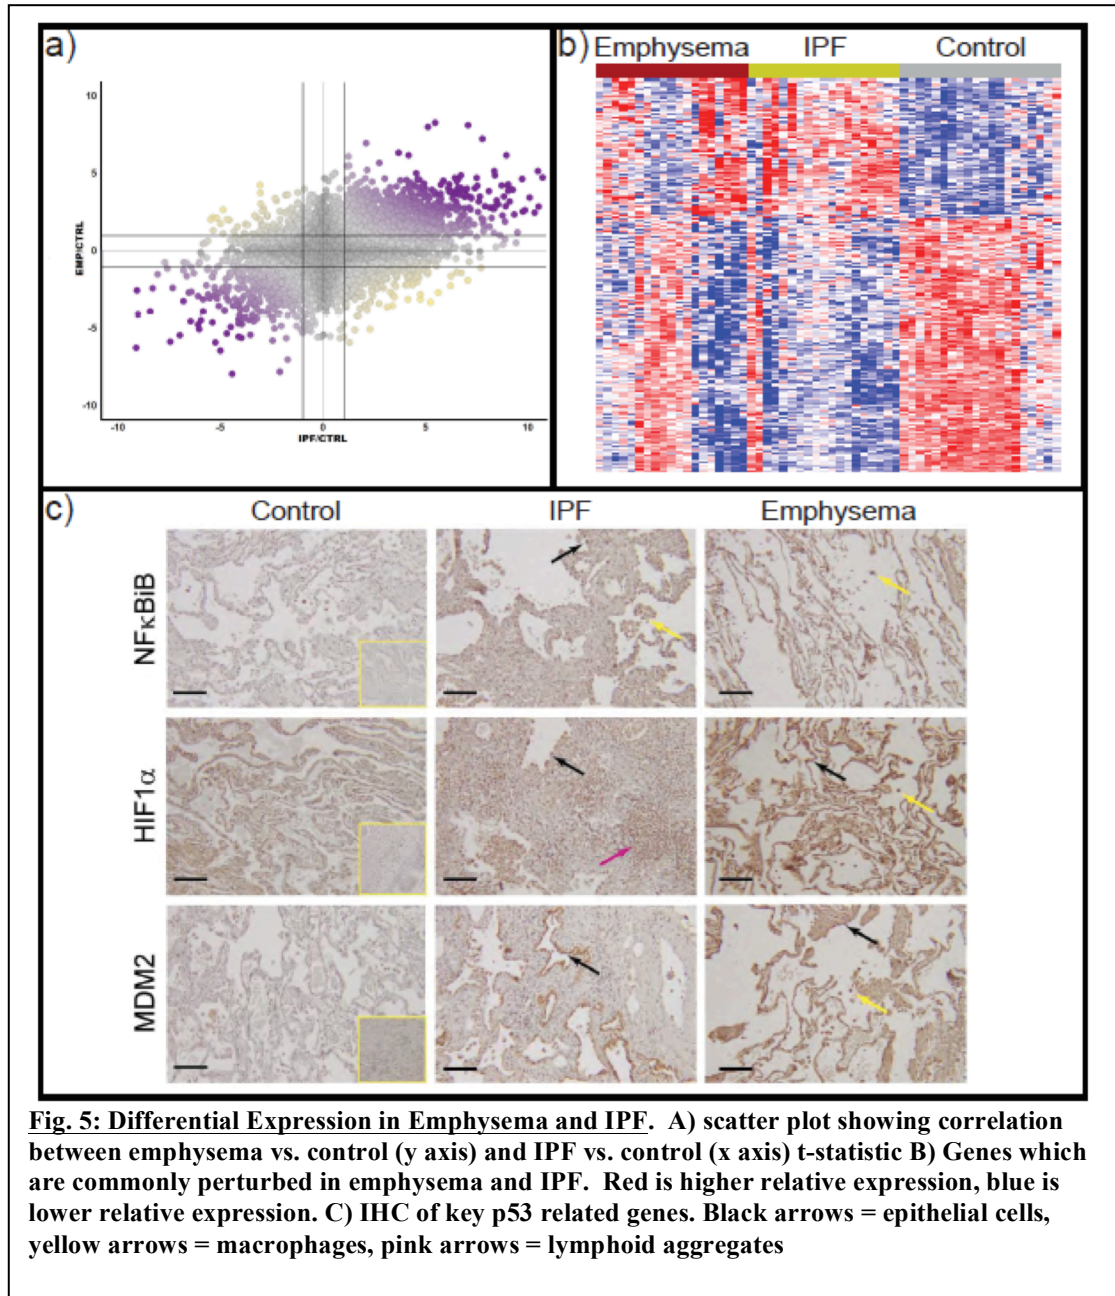 a)
10
5
0
-5
-10
EMP/CTRL
-10 -5 0 5 10
IPF/CTRL
b)
Emphysema IPF Control
c)
Control IPF Emphysema
NFκBiB
HIF1α
MDM2
Fig. 5: Differential Expression in Emphysema and IPF. A) scatter plot showing correlation
between emphysema vs. control (y axis) and IPF vs. control (x axis) t-statistic B) Genes which
are commonly perturbed in emphysema and IPF. Red is higher relative expression, blue is
lower relative expression. C) IHC of key p53 related genes. Black arrows = epithelial cells,
yellow arrows = macrophages, pink arrows = lymphoid aggregates